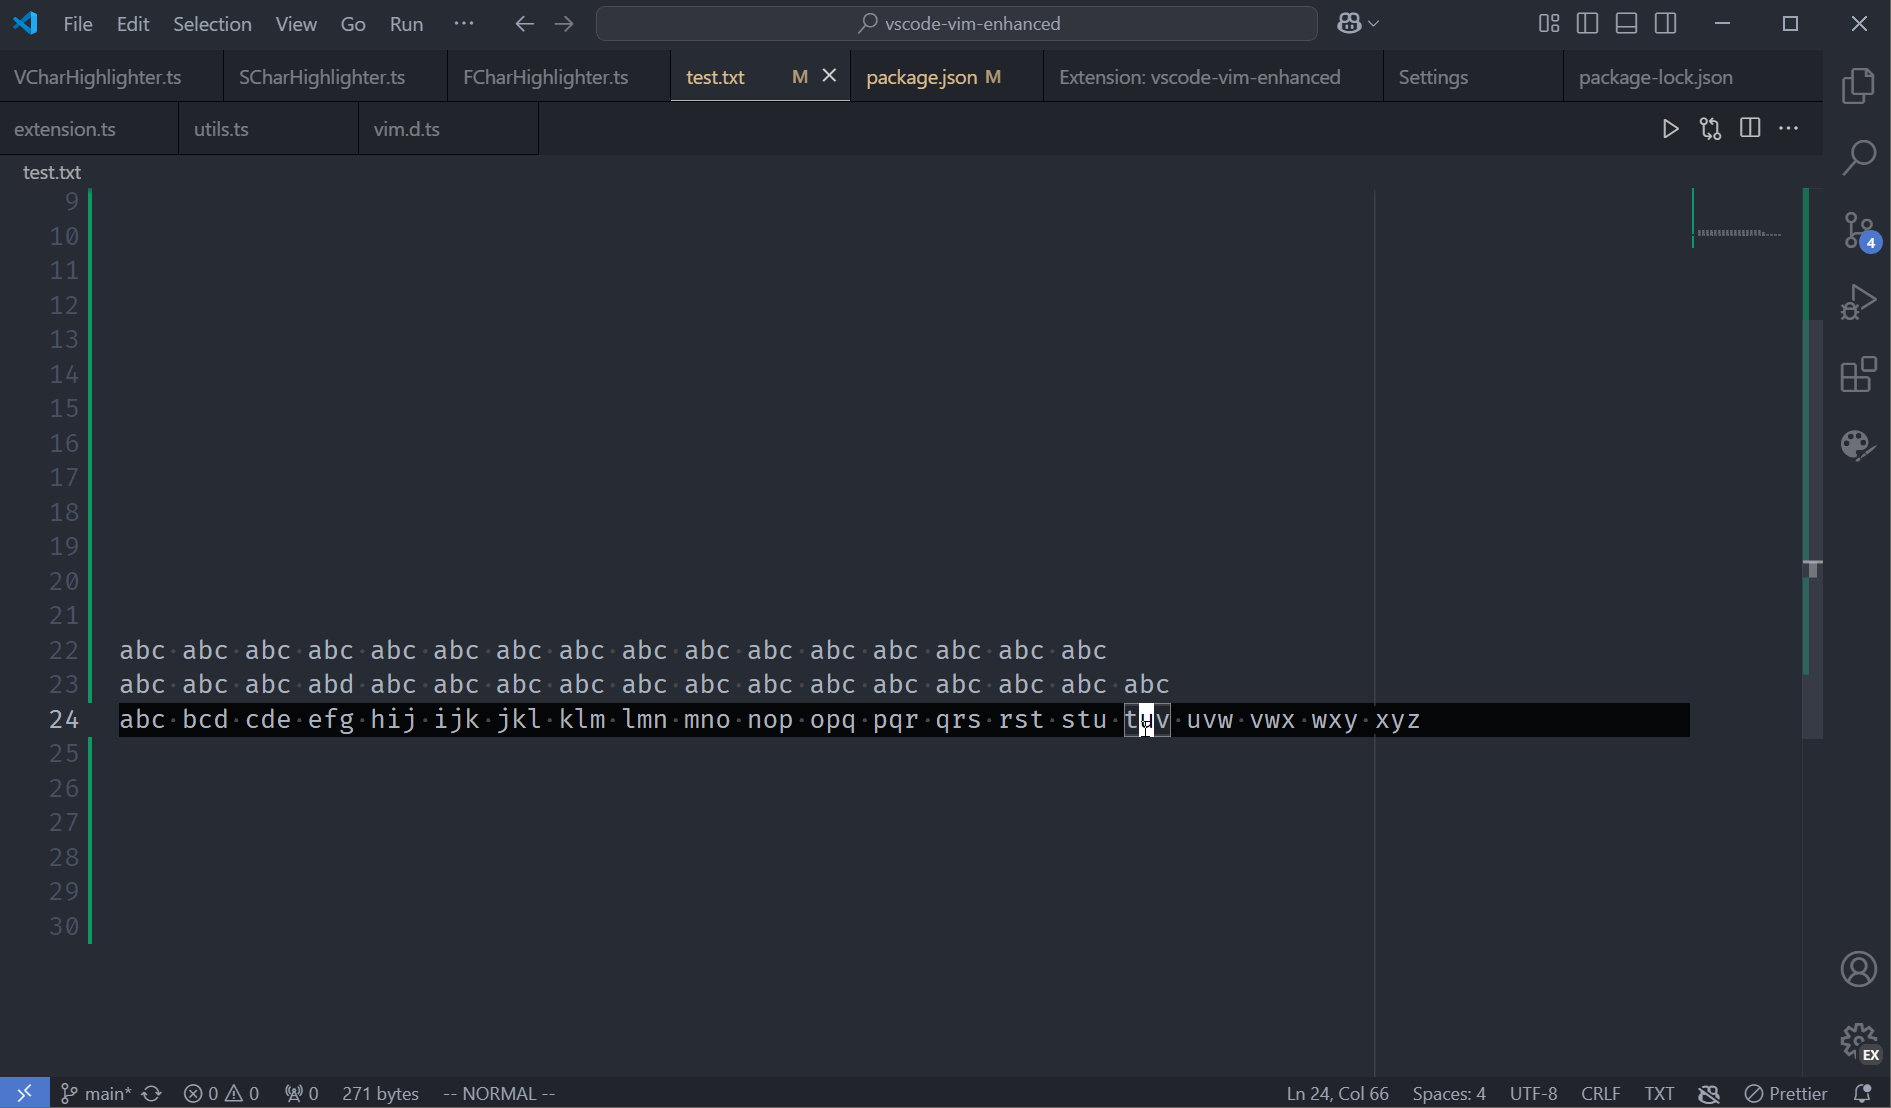 File Edit Selection View Go Run ··· vscode-vim-enhanced
VCharHighlighter.ts SCharHighlighter.ts FCharHighlighter.ts test.txt M package.json M Extension: vscode-vim-enhanced Settings package-lock.json
extension.ts utils.ts vim.d.ts
test.txt
9
10
11
12
13
14
15
16
17
18
19
20
21
22 abc·abc·abc·abc·abc·abc·abc·abc·abc·abc·abc·abc·abc·abc·abc·abc
23 abc·abc·abc·abd·abc·abc·abc·abc·abc·abc·abc·abc·abc·abc·abc·abc·abc
24 abc·bcd·cde·efg·hij·ijk·jkl·klm·lmn·mno·nop·opq·pqr·qrs·rst·stu·tuv·uvw·vwx·wxy·xyz
25
26
27
28
29
30
4
EX
main* 0 0 0 271 bytes -- NORMAL -- Ln 24, Col 66 Spaces: 4 UTF-8 CRLF TXT Prettier